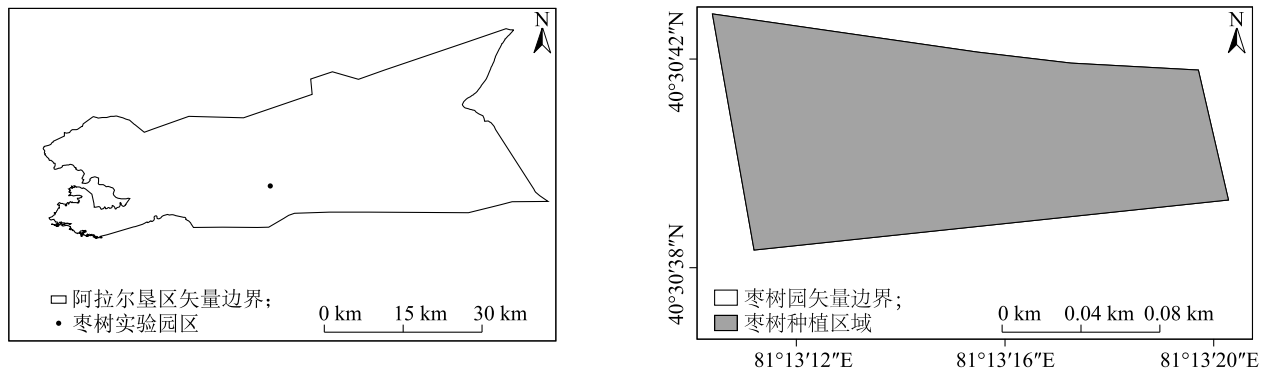 N
阿拉尔垦区矢量边界;
枣树实验园区
0 km 15 km 30 km
N
40°30′42″N
40°30′38″N
枣树园矢量边界;
枣树种植区域
0 km 0.04 km 0.08 km
81°13′12″E 81°13′16″E 81°13′20″E